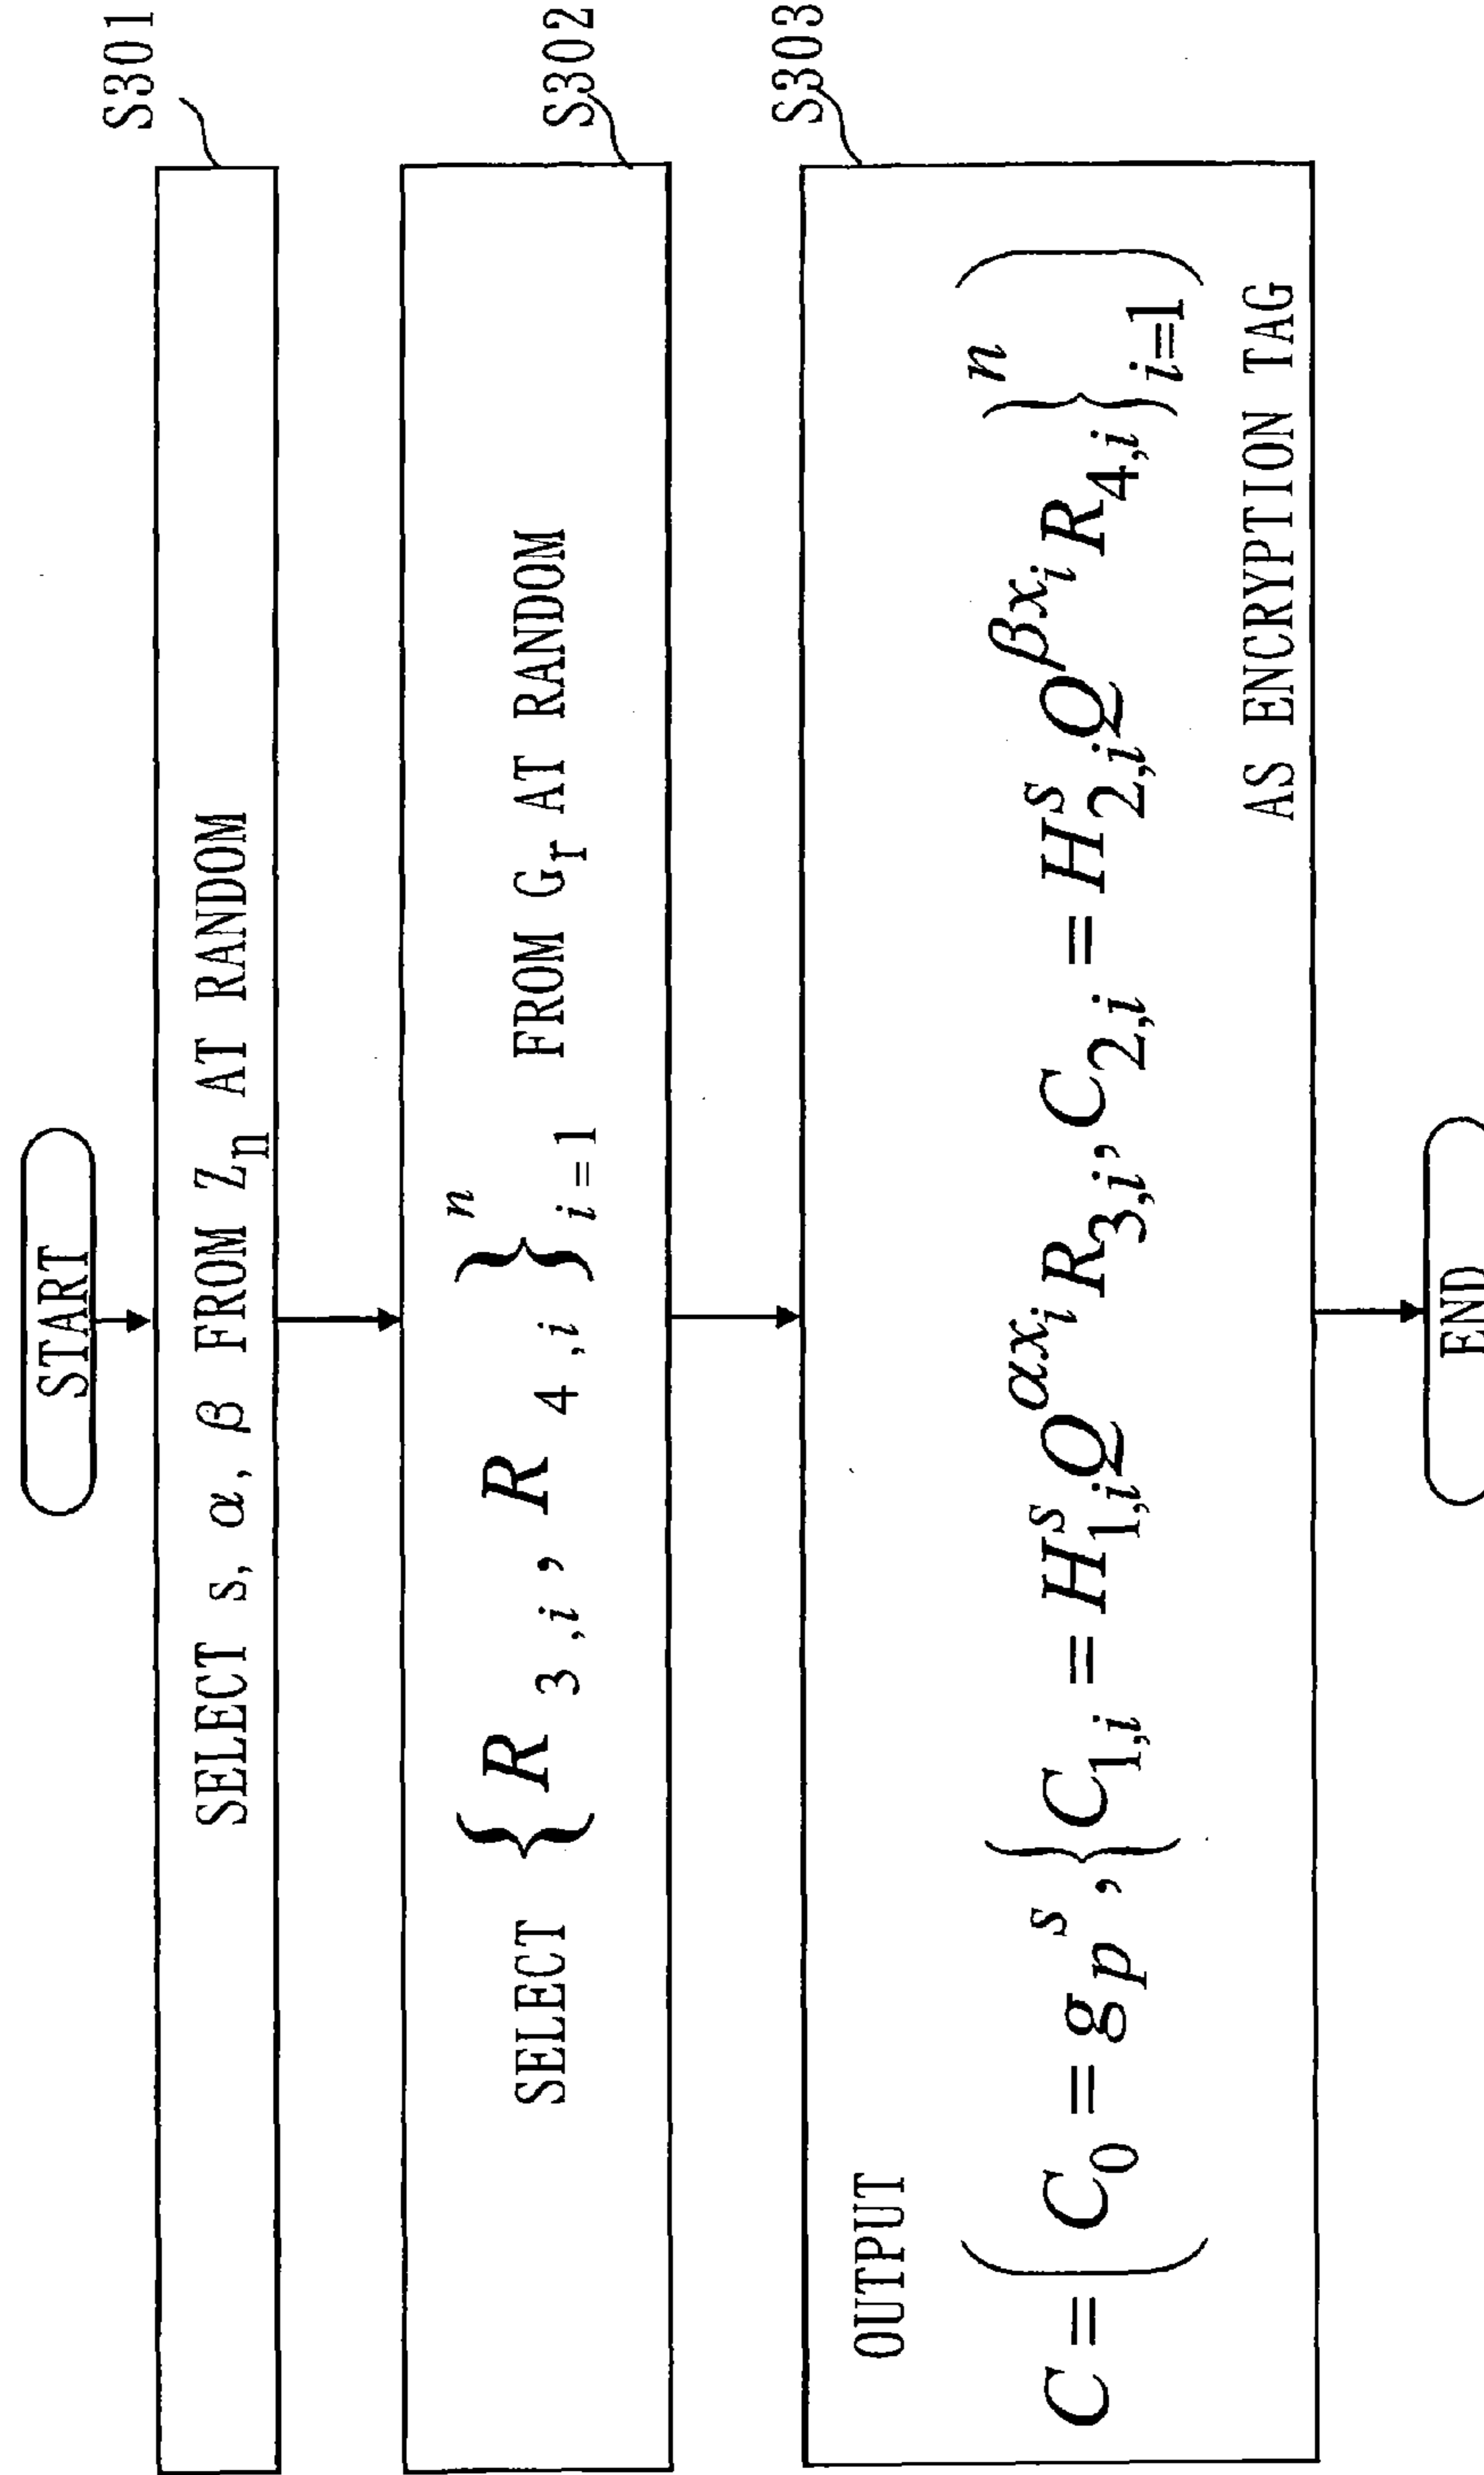 START
S301
SELECT s, α, β FROM Z_n AT RANDOM
S302
SELECT { R_{3,i}, R_{4,i} }_{i=1}^{n} FROM G_r AT RANDOM
S303
OUTPUT
C = ( C_0 = g_p^s, { C_{1,i} = H_{1,i}^s Q^{αx_i} R_{3,i}, C_{2,i} = H_{2,i}^s Q^{βx_i} R_{4,i} }_{i=1}^{n} )
AS ENCRYPTION TAG
END